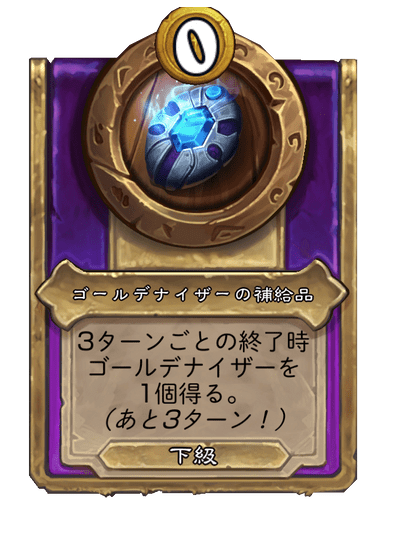 0
ゴールデナイザーの補給品
3ターンごとの終了時
ゴールデナイザーを
1個得る。
(あと3ターン!)
下級